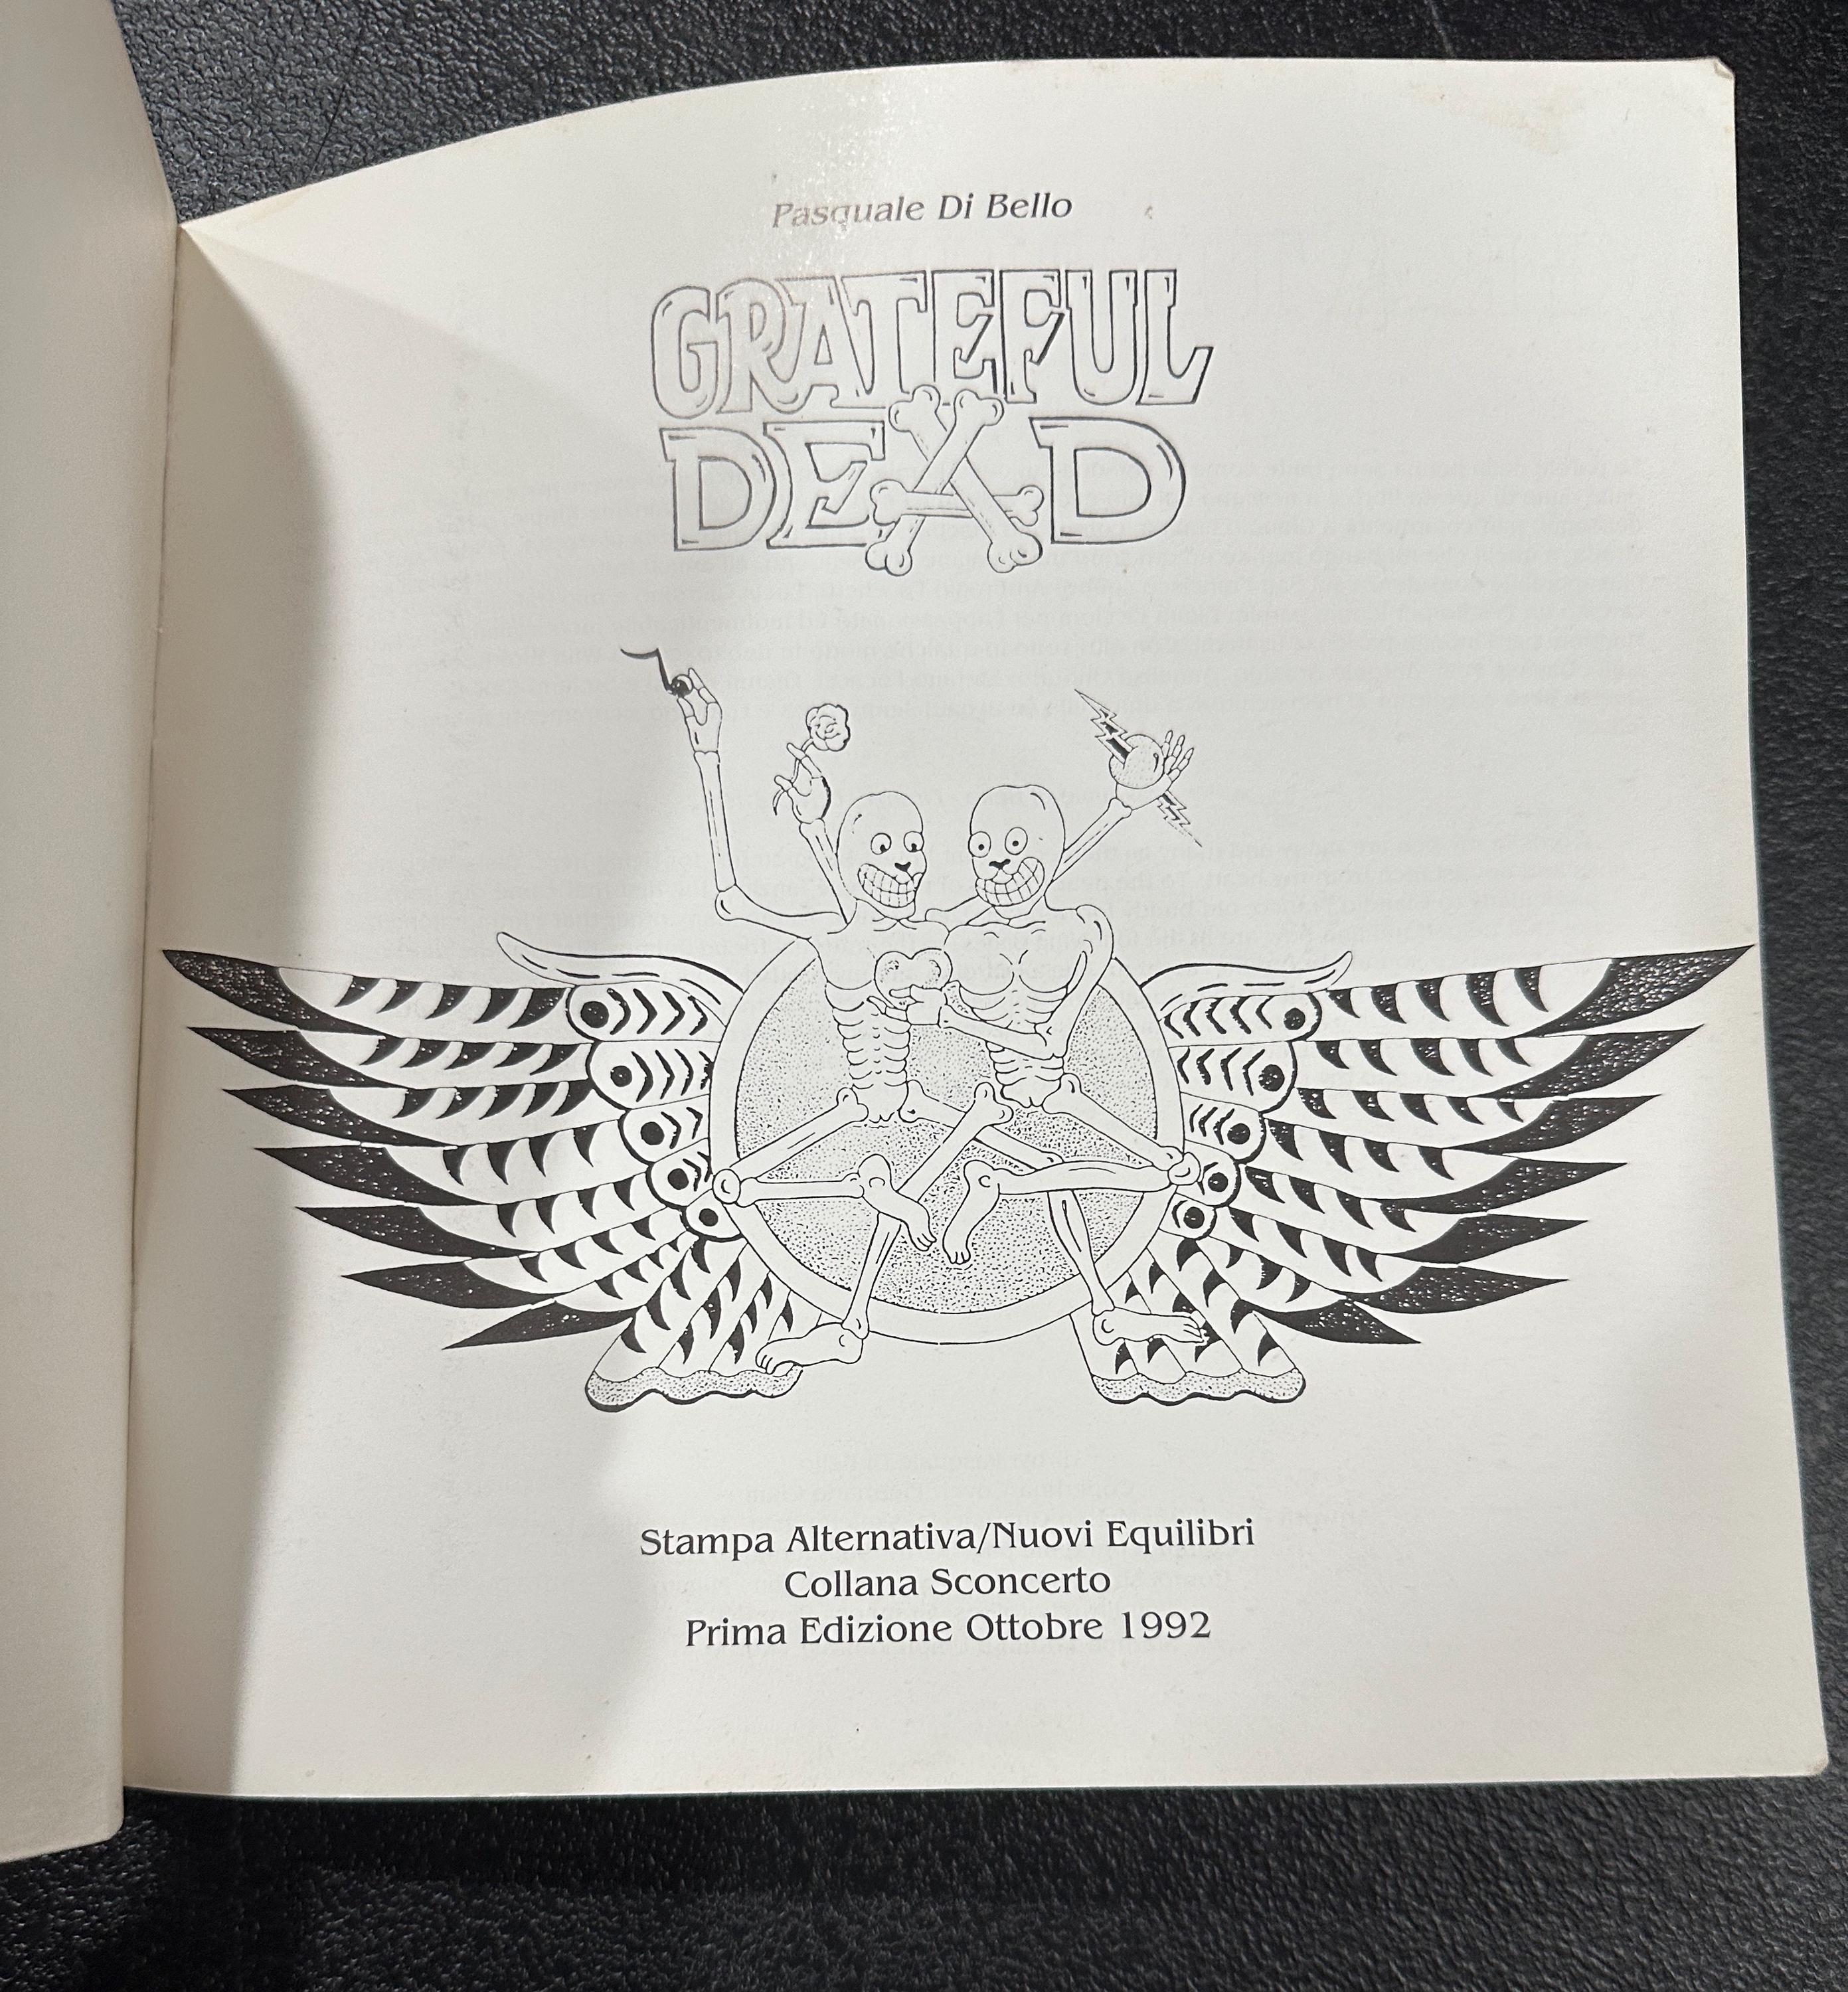 Pasquale Di Bello
GRATEFUL
DEAD
Stampa Alternativa/Nuovi Equilibri
Collana Sconcerto
Prima Edizione Ottobre 1992